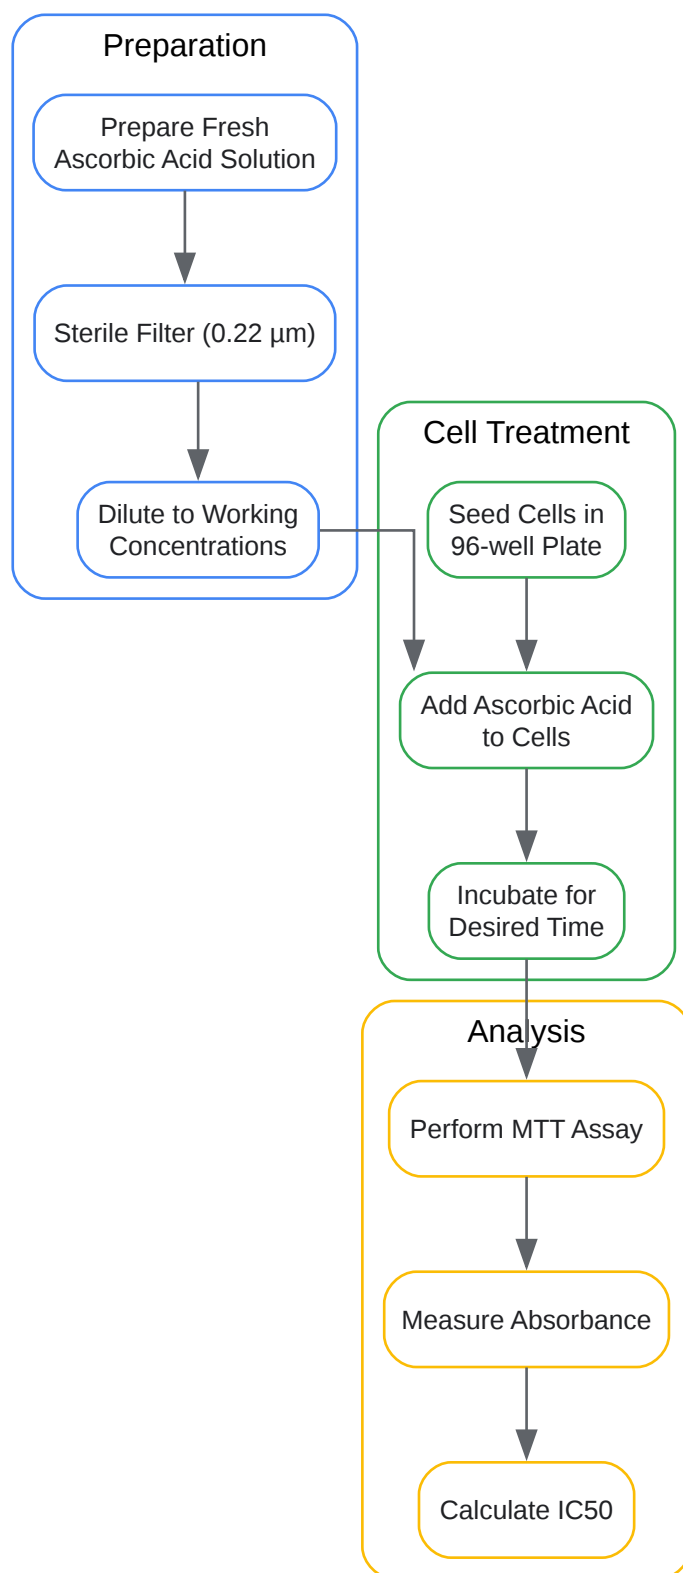 Preparation
Prepare Fresh
Ascorbic Acid Solution
Sterile Filter (0.22 µm)
Dilute to Working
Concentrations
Cell Treatment
Seed Cells in
96-well Plate
Add Ascorbic Acid
to Cells
Incubate for
Desired Time
Analysis
Perform MTT Assay
Measure Absorbance
Calculate IC50